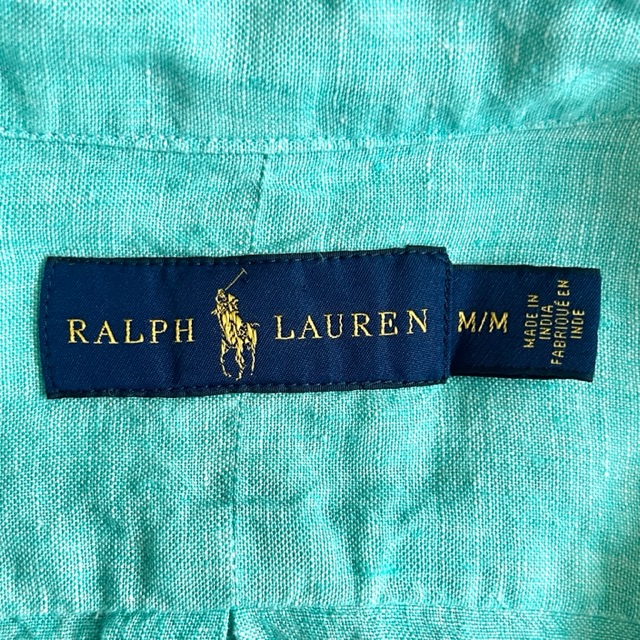 RALPH LAUREN
M/M
MADE IN
INDIA
FABRIQUÉ EN
INDE